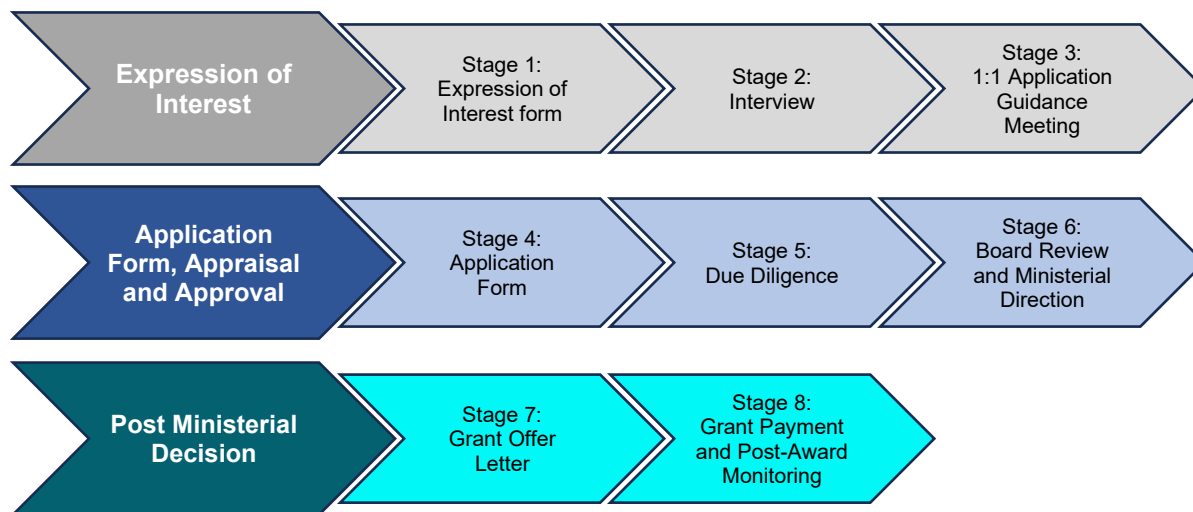 Expression of
Interest
Stage 1:
Expression of
Interest form
Stage 2:
Interview
Stage 3:
1:1 Application
Guidance
Meeting
Application
Form, Appraisal
and Approval
Stage 4:
Application
Form
Stage 5:
Due Diligence
Stage 6:
Board Review
and Ministerial
Direction
Post Ministerial
Decision
Stage 7:
Grant Offer
Letter
Stage 8:
Grant Payment
and Post-Award
Monitoring